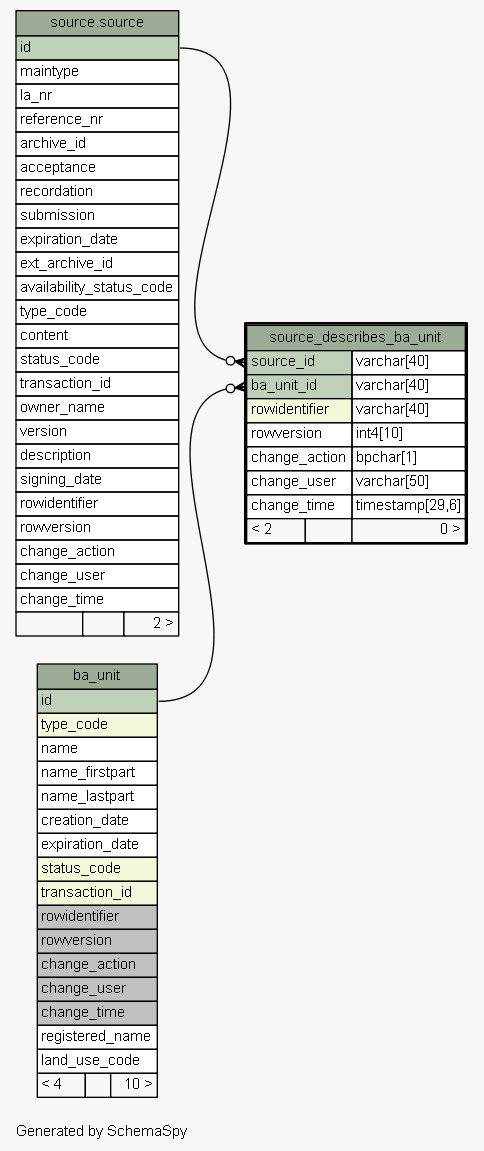 source.source
id
maintype
la_nr
reference_nr
archive_id
acceptance
recordation
submission
expiration_date
ext_archive_id
availability_status_code
type_code
content
status_code
transaction_id
owner_name
version
description
signing_date
rowidentifier
rowversion
change_action
change_user
change_time
2 >
source_describes_ba_unit
source_id varchar[40]
ba_unit_id varchar[40]
rowidentifier varchar[40]
rowversion int4[10]
change_action bpchar[1]
change_user varchar[50]
change_time timestamp[29,6]
< 2 0 >
ba_unit
id
type_code
name
name_firstpart
name_lastpart
creation_date
expiration_date
status_code
transaction_id
rowidentifier
rowversion
change_action
change_user
change_time
registered_name
land_use_code
< 4 10 >
Generated by SchemaSpy